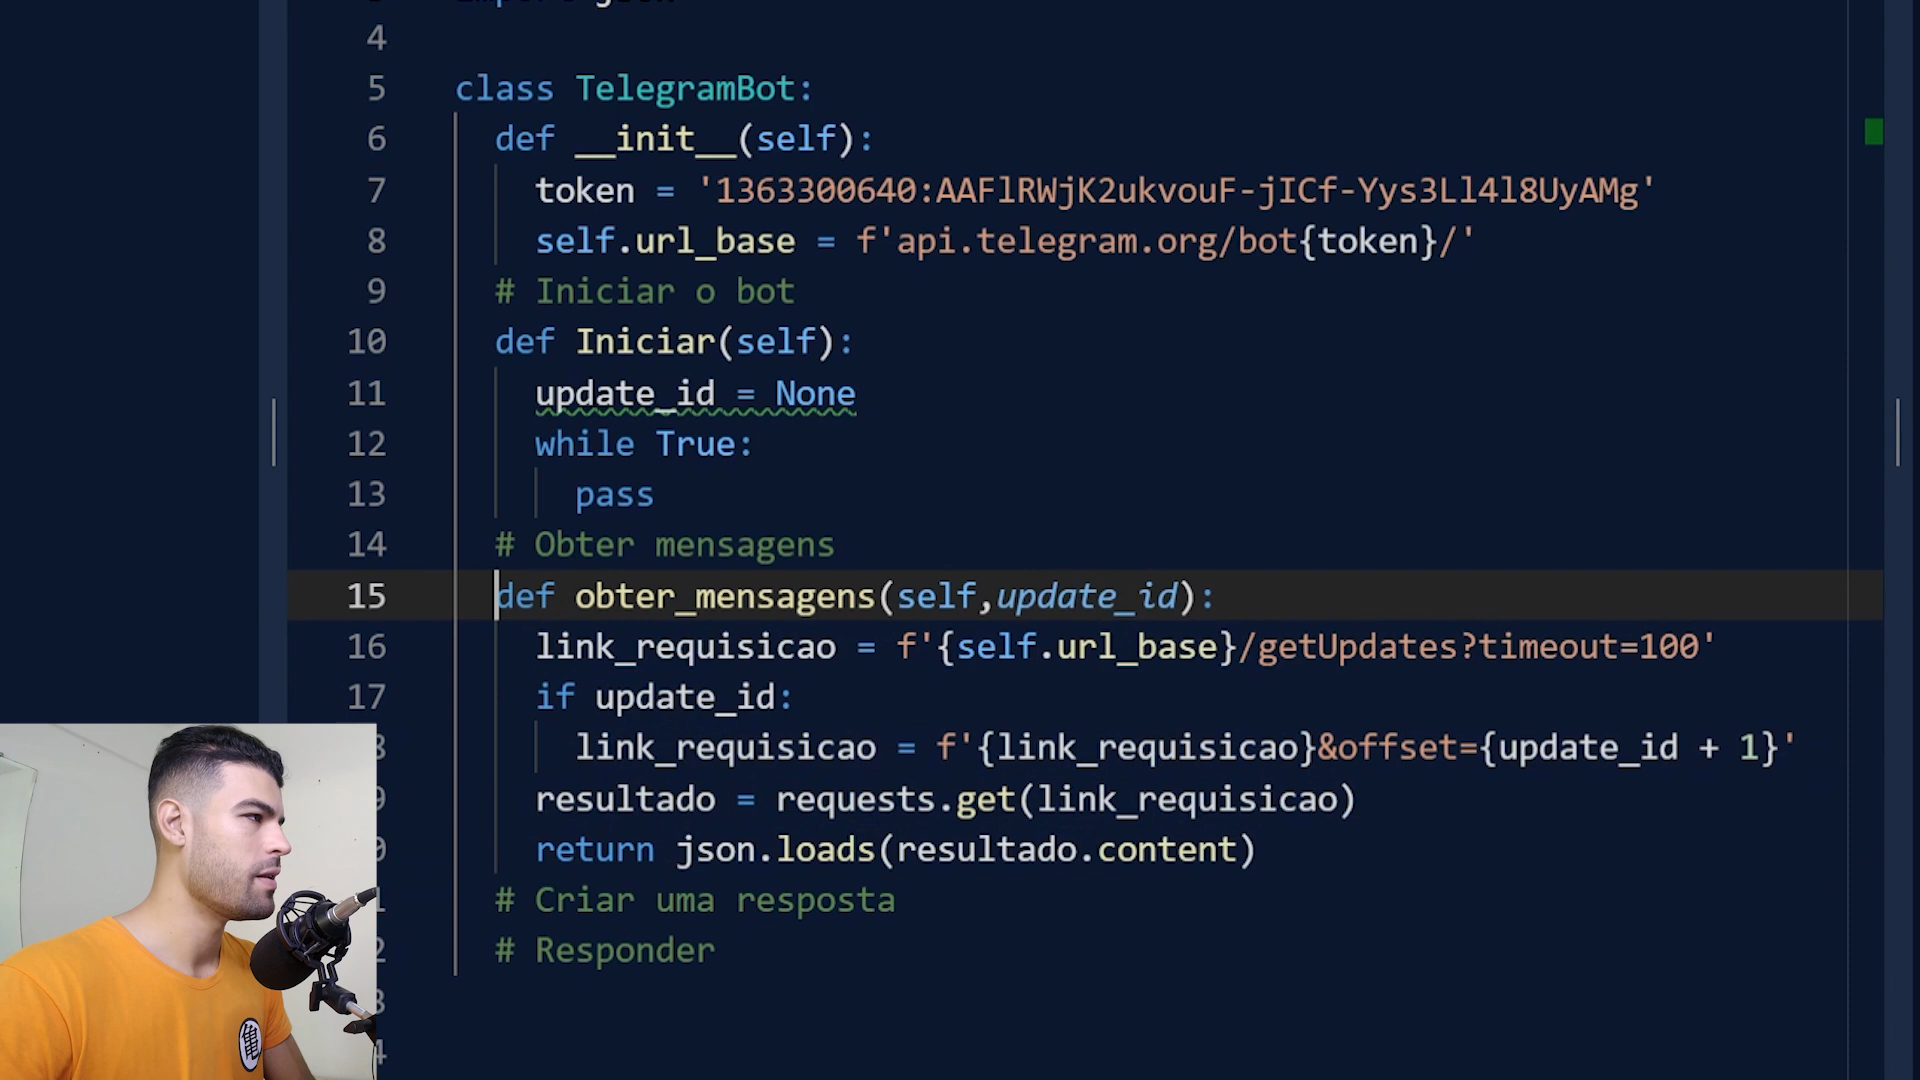 4
5 class TelegramBot:
6 def __init__(self):
7 token = '1363300640:AAFlRWjK2ukvouF-jICf-Yys3Ll4l8UyAMg'
8 self.url_base = f'api.telegram.org/bot{token}/'
9 # Iniciar o bot
10 def Iniciar(self):
11 update_id = None
12 while True:
13 pass
14 # Obter mensagens
15 def obter_mensagens(self,update_id):
16 link_requisicao = f'{self.url_base}/getUpdates?timeout=100'
17 if update_id:
link_requisicao = f'{link_requisicao}&offset={update_id + 1}'
resultado = requests.get(link_requisicao)
return json.loads(resultado.content)
# Criar uma resposta
# Responder
亀